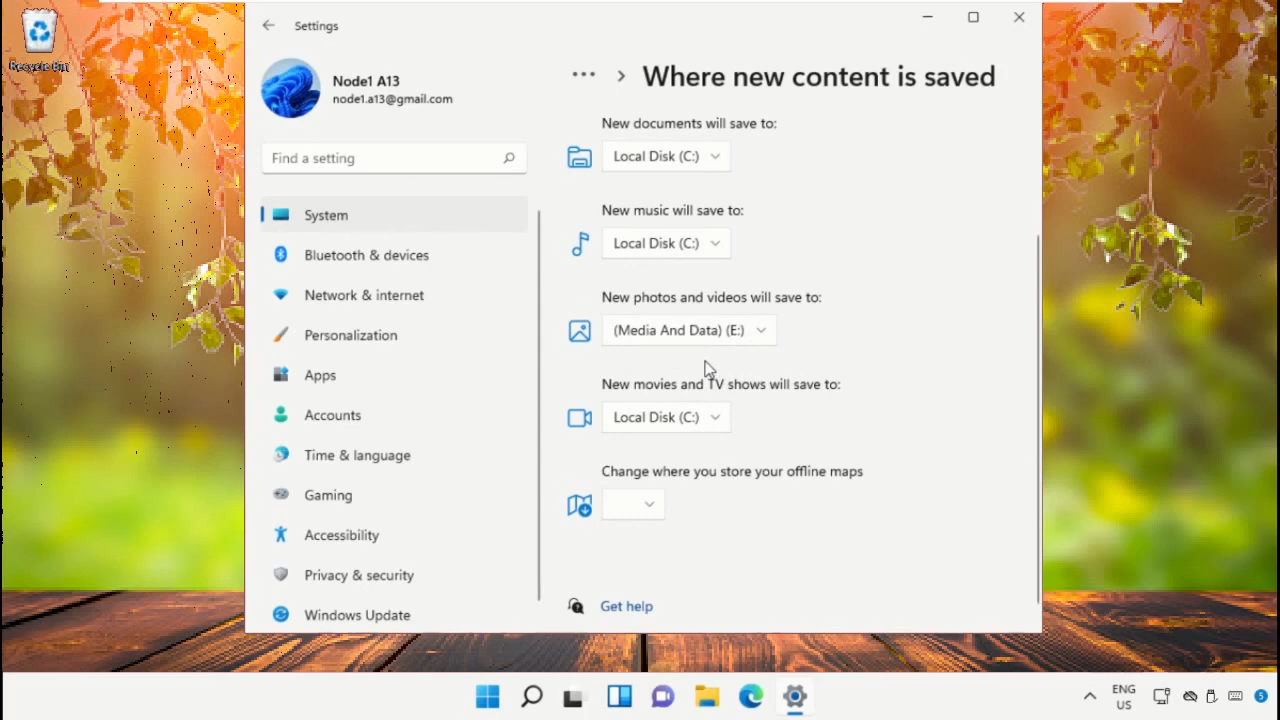 Recycle Bin
Settings
Node1 A13
node1.a13@gmail.com
Find a setting
System
Bluetooth & devices
Network & internet
Personalization
Apps
Accounts
Time & language
Gaming
Accessibility
Privacy & security
Windows Update
Where new content is saved
New documents will save to:
Local Disk (C:)
New music will save to:
Local Disk (C:)
New photos and videos will save to:
(Media And Data) (E:)
New movies and TV shows will save to:
Local Disk (C:)
Change where you store your offline maps
Get help
ENG
US
5